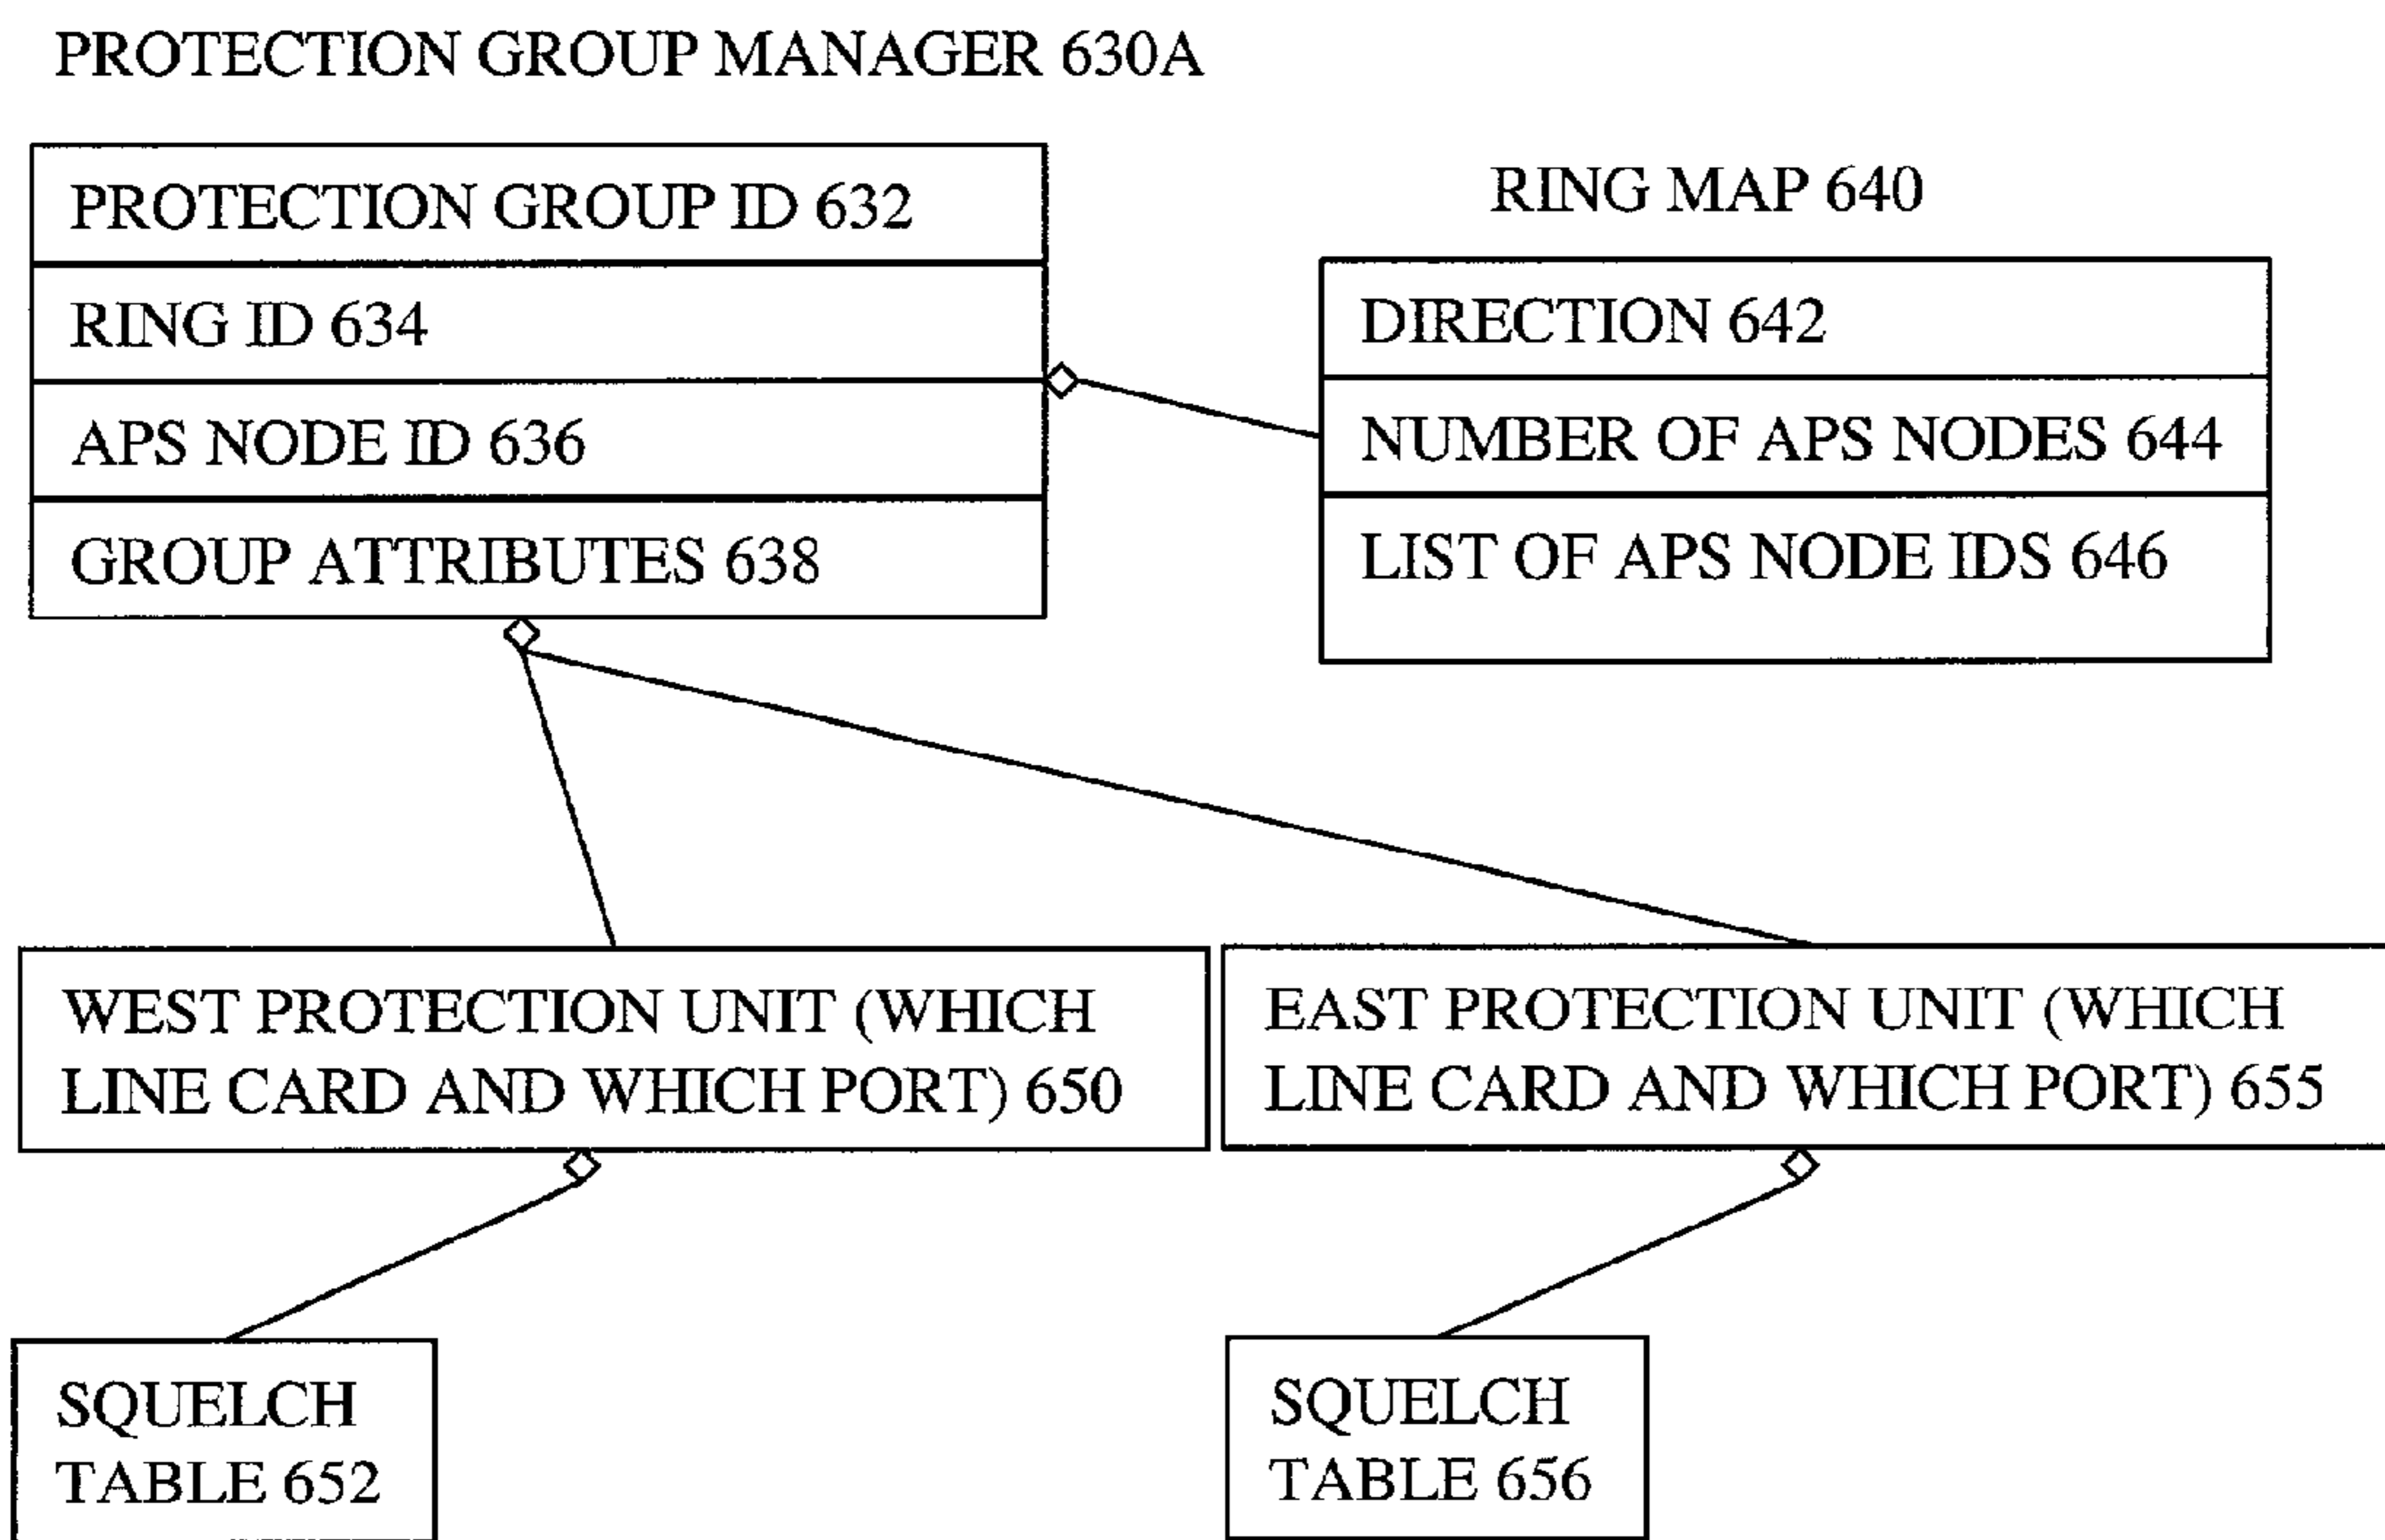 PROTECTION GROUP MANAGER 630A
PROTECTION GROUP ID 632
RING ID 634
APS NODE ID 636
GROUP ATTRIBUTES 638
RING MAP 640
DIRECTION 642
NUMBER OF APS NODES 644
LIST OF APS NODE IDS 646
WEST PROTECTION UNIT (WHICH
LINE CARD AND WHICH PORT) 650
EAST PROTECTION UNIT (WHICH
LINE CARD AND WHICH PORT) 655
SQUELCH
TABLE 652
SQUELCH
TABLE 656